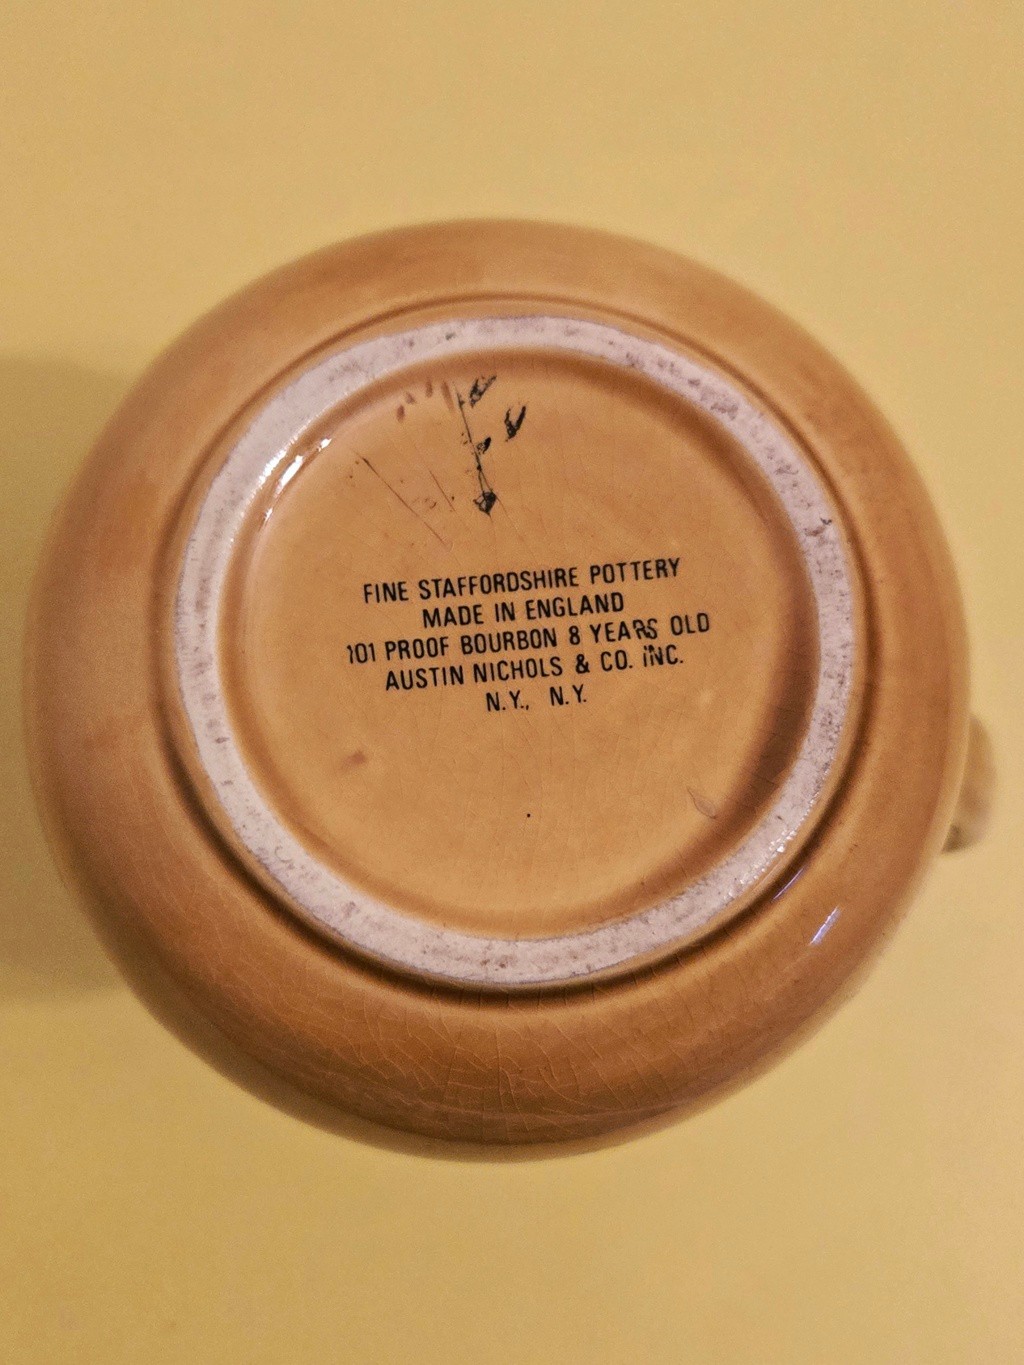 FINE STAFFORDSHIRE POTTERY
MADE IN ENGLAND
101 PROOF BOURBON 8 YEARS OLD
AUSTIN NICHOLS & CO. INC.
N.Y., N.Y.